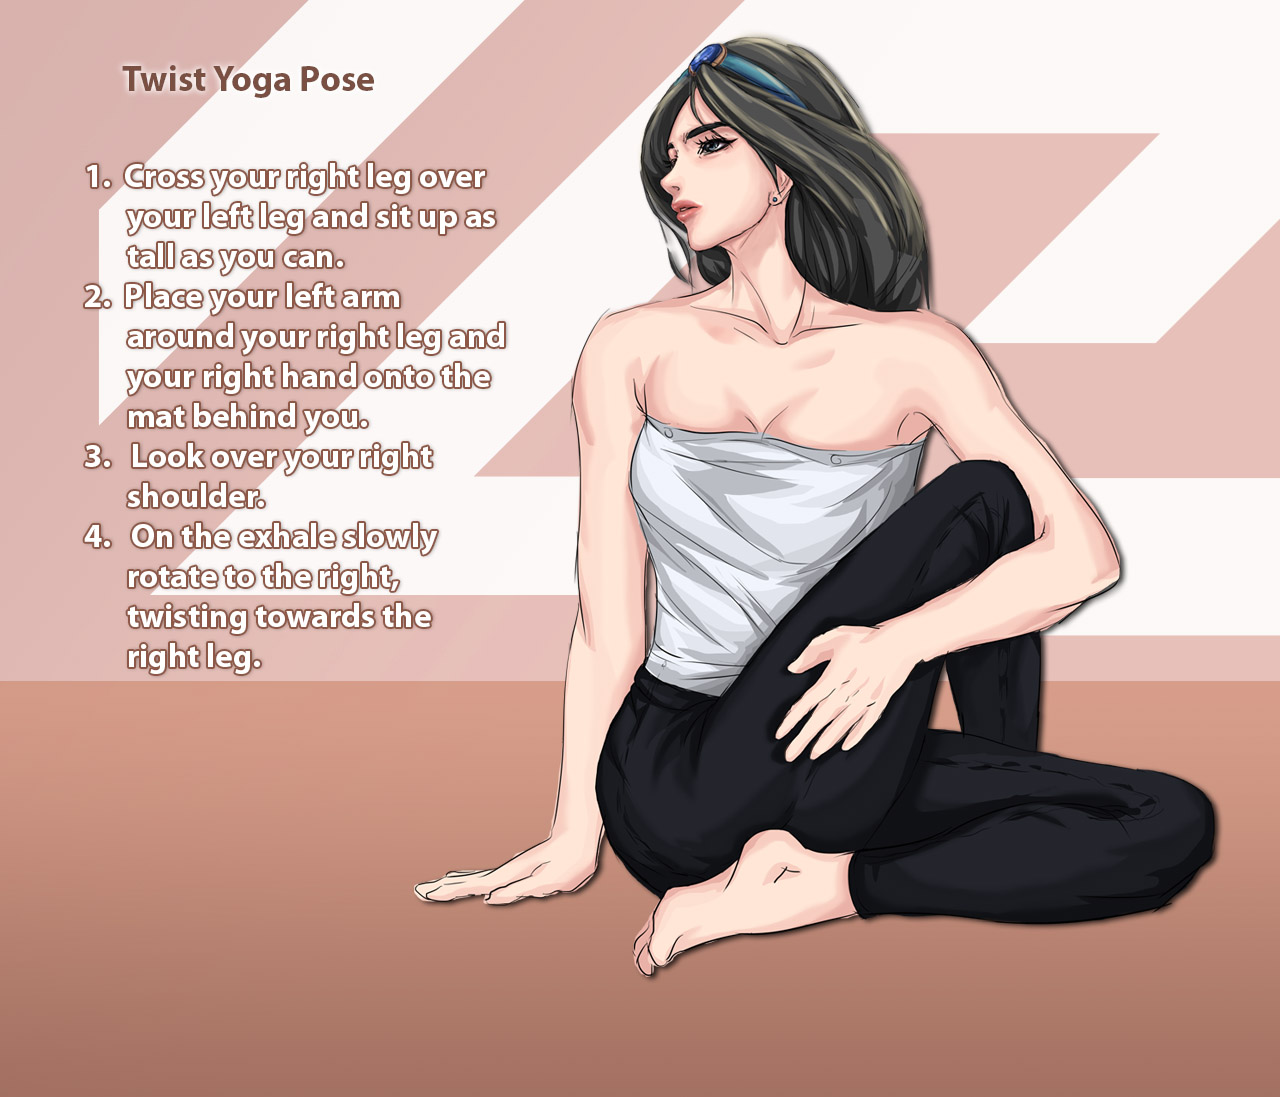 Twist Yoga Pose
1. Cross your right leg over
your left leg and sit up as
tall as you can.
2. Place your left arm
around your right leg and
your right hand onto the
mat behind you.
3. Look over your right
shoulder.
4. On the exhale slowly
rotate to the right,
twisting towards the
right leg.